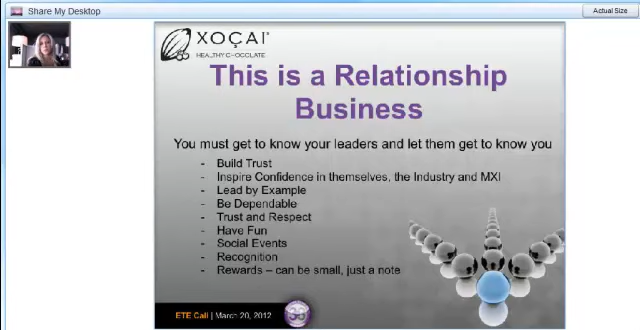 Share My Desktop
Actual Size
XOÇAI
HEALTHY CHOCOLATE
This is a Relationship
Business
You must get to know your leaders and let them get to know you
- Build Trust
- Inspire Confidence in themselves, the Industry and MXI
- Lead by Example
- Be Dependable
- Trust and Respect
- Have Fun
- Social Events
- Recognition
- Rewards – can be small, just a note
ETE Call | March 20, 2012